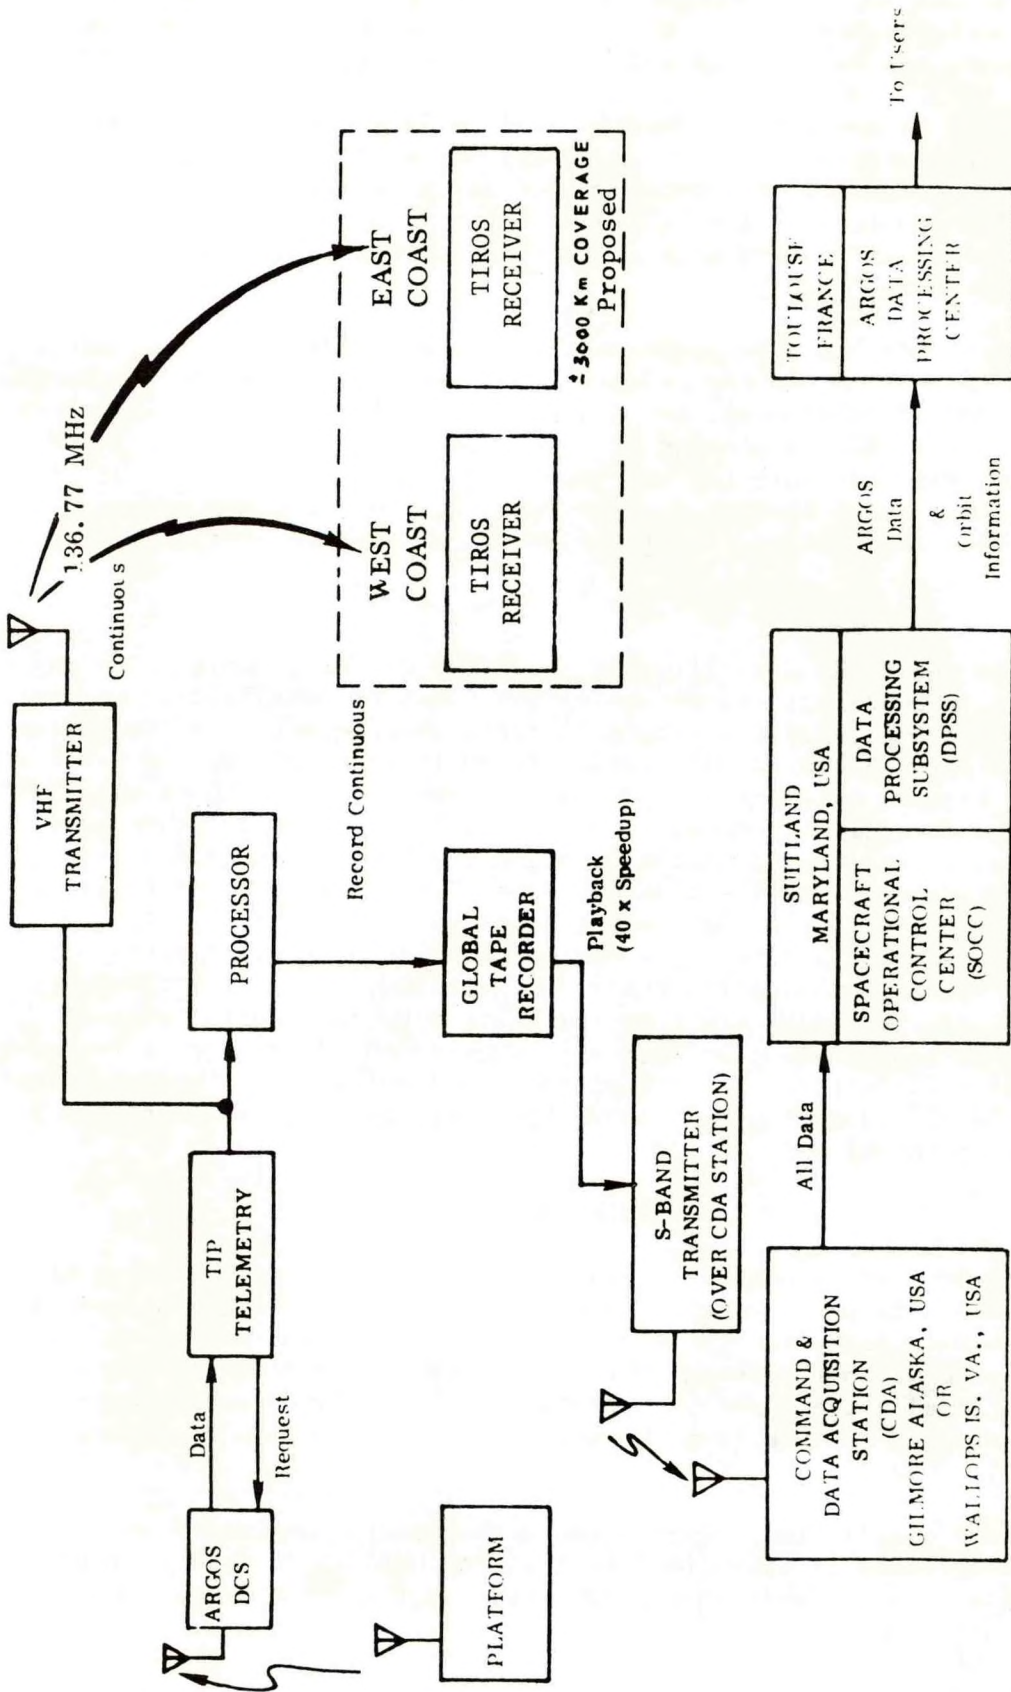 VHF
TRANSMITTER
136.77 MHz
Continuous
ARGOS
DCS
Data
Request
TIP
TELEMETRY
PROCESSOR
Record Continuous
WEST
COAST
TIROS
RECEIVER
EAST
COAST
TIROS
RECEIVER
±3000 Km COVERAGE
Proposed
PLATFORM
GLOBAL
TAPE
RECORDER
Playback
(40 x Speedup)
S-BAND
TRANSMITTER
(OVER CDA STATION)
COMMAND &
DATA ACQUISITION
STATION
(CDA)
GILMORE ALASKA, USA
OR
WALLOPS IS. VA., USA
All Data
SUITLAND
MARYLAND, USA
SPACECRAFT
OPERATIONAL
CONTROL
CENTER
(SOCC)
DATA
PROCESSING
SUBSYSTEM
(DPSS)
ARGOS
Data
&
Orbit
Information
TOULOUSE
FRANCE
ARGOS
DATA
PROCESSING
CENTER
To Users